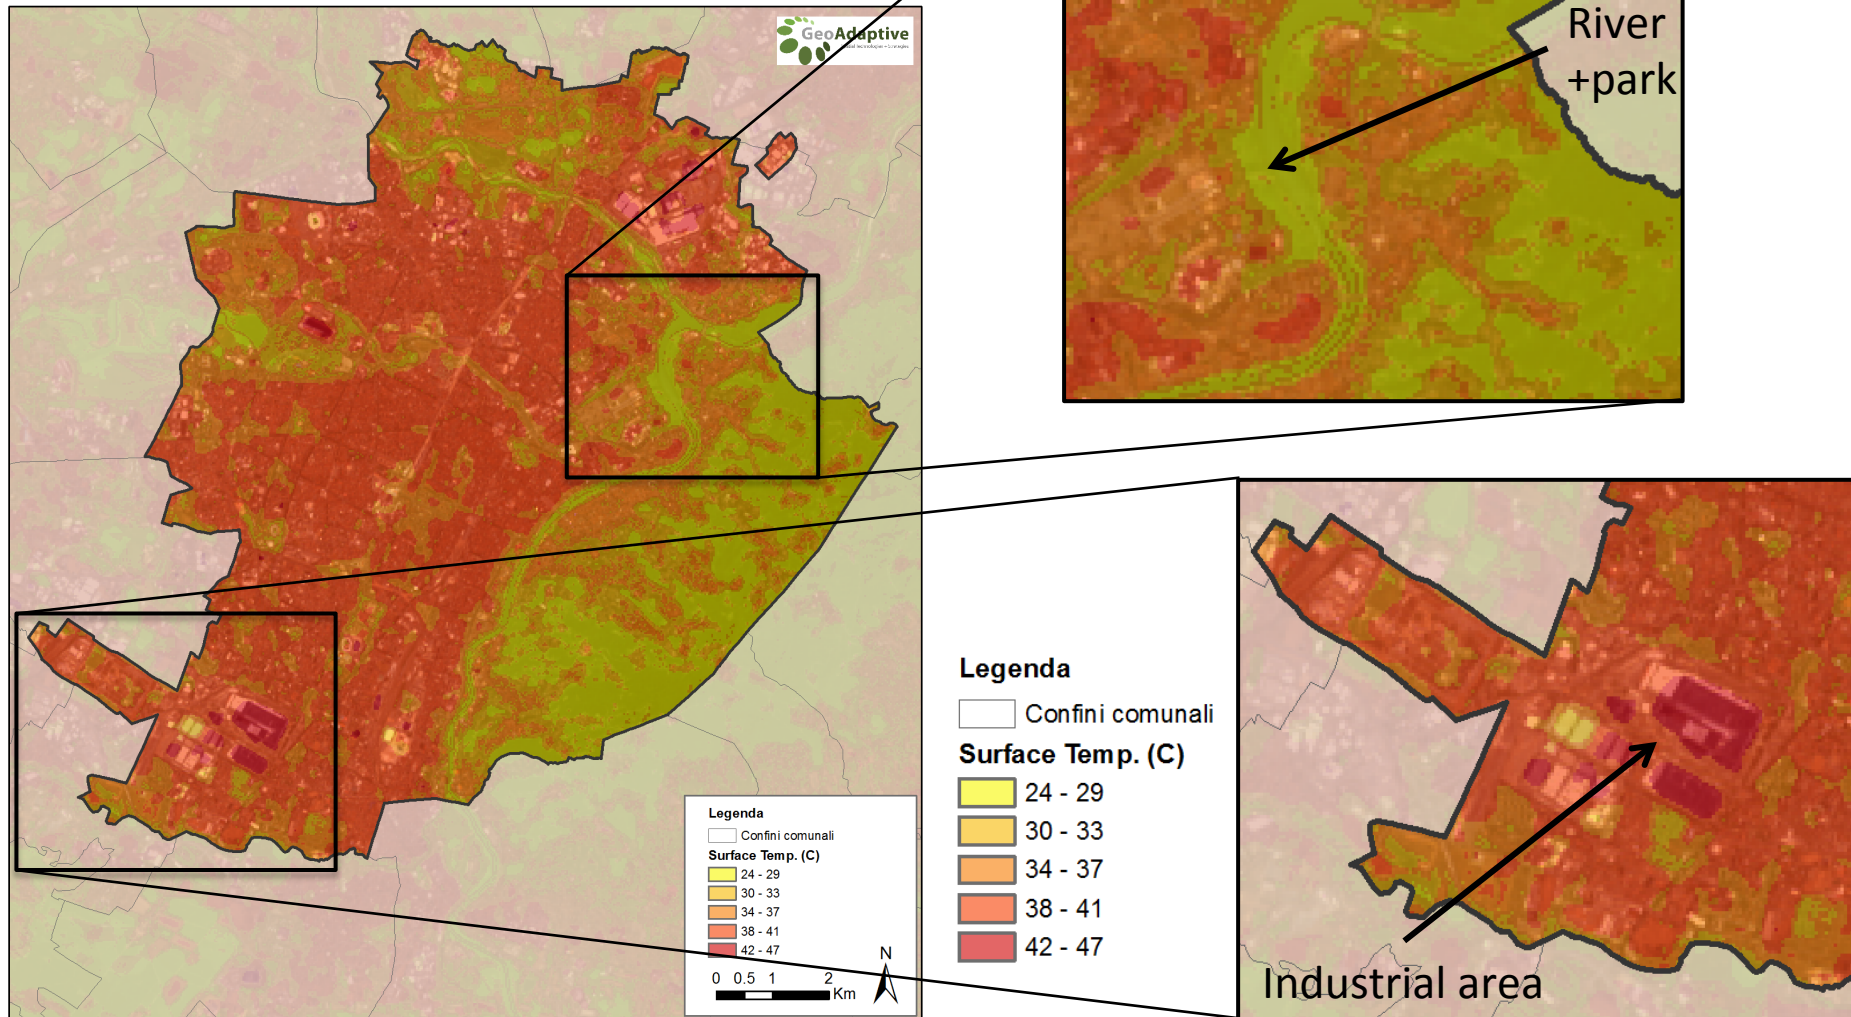 GeoAdaptive
River
+park
Legenda
Confini comunali
Surface Temp. (C)
24 - 29
30 - 33
34 - 37
38 - 41
42 - 47
N
0 0.5 1 2
Km
Legenda
Confini comunali
Surface Temp. (C)
24 - 29
30 - 33
34 - 37
38 - 41
42 - 47
Industrial area